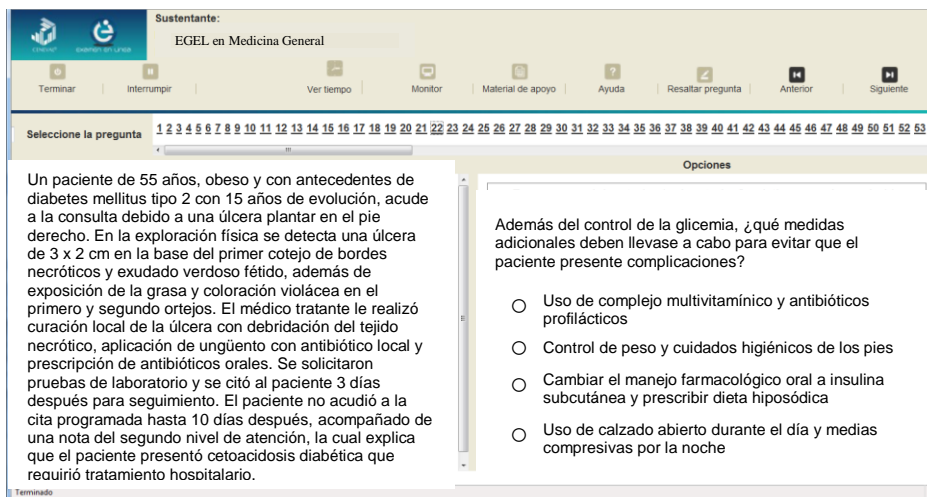 Sustentante:
EGEL en Medicina General
Terminar
Interrumpir
Ver tiempo
Monitor
Material de apoyo
Ayuda
Resaltar pregunta
Anterior
Siguiente
Seleccione la pregunta
1 2 3 4 5 6 7 8 9 10 11 12 13 14 15 16 17 18 19 20 21 22 23 24 25 26 27 28 29 30 31 32 33 34 35 36 37 38 39 40 41 42 43 44 45 46 47 48 49 50 51 52 53
Un paciente de 55 años, obeso y con antecedentes de
diabetes mellitus tipo 2 con 15 años de evolución, acude
a la consulta debido a una úlcera plantar en el pie
derecho. En la exploración física se detecta una úlcera
de 3 x 2 cm en la base del primer cotejo de bordes
necróticos y exudado verdoso fétido, además de
exposición de la grasa y coloración violácea en el
primero y segundo ortejos. El médico tratante le realizó
curación local de la úlcera con debridación del tejido
necrótico, aplicación de ungüento con antibiótico local y
prescripción de antibióticos orales. Se solicitaron
pruebas de laboratorio y se citó al paciente 3 días
después para seguimiento. El paciente no acudió a la
cita programada hasta 10 días después, acompañado de
una nota del segundo nivel de atención, la cual explica
que el paciente presentó cetoacidosis diabética que
requirió tratamiento hospitalario.
Opciones
Además del control de la glicemia, ¿qué medidas
adicionales deben llevase a cabo para evitar que el
paciente presente complicaciones?
Uso de complejo multivitamínico y antibióticos
profilácticos
Control de peso y cuidados higiénicos de los pies
Cambiar el manejo farmacológico oral a insulina
subcutánea y prescribir dieta hiposódica
Uso de calzado abierto durante el día y medias
compresivas por la noche
Terminado